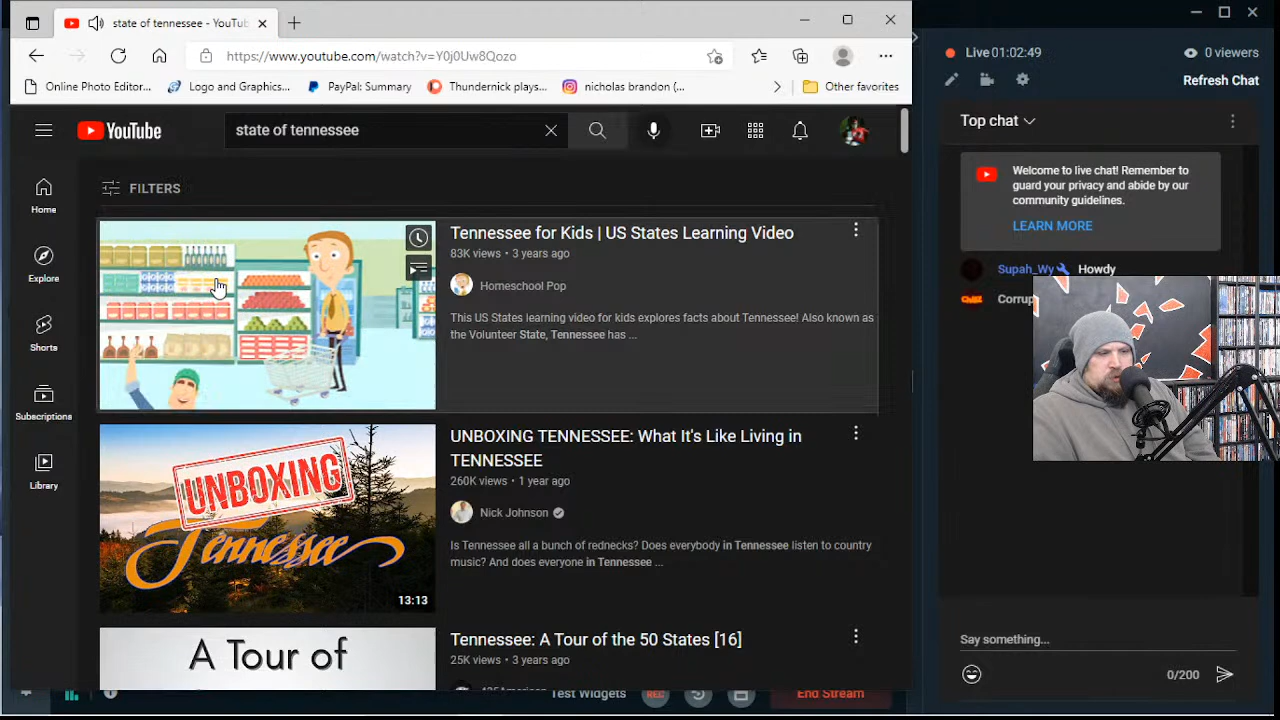 state of tennessee - YouTub
Live 01:02:49
0 viewers
https://www.youtube.com/watch?v=Y0j0Uw8Qozo
Refresh Chat
Online Photo Editor...
Logo and Graphics...
PayPal: Summary
Thundernick plays...
nicholas brandon (...
Other favorites
YouTube
state of tennessee
Top chat
Welcome to live chat! Remember to
guard your privacy and abide by our
community guidelines.
LEARN MORE
Supah_Wy Howdy
Corrup
FILTERS
Home
Explore
Shorts
Subscriptions
Library
Tennessee for Kids | US States Learning Video
83K views • 3 years ago
Homeschool Pop
This US States learning video for kids explores facts about Tennessee! Also known as
the Volunteer State, Tennessee has ...
UNBOXING
Tennessee
13:13
UNBOXING TENNESSEE: What It's Like Living in
TENNESSEE
260K views • 1 year ago
Nick Johnson
Is Tennessee all a bunch of rednecks? Does everybody in Tennessee listen to country
music? And does everyone in Tennessee ...
A Tour of
Tennessee: A Tour of the 50 States [16]
25K views • 3 years ago
Say something...
0/200
Test Widgets
REC
End Stream